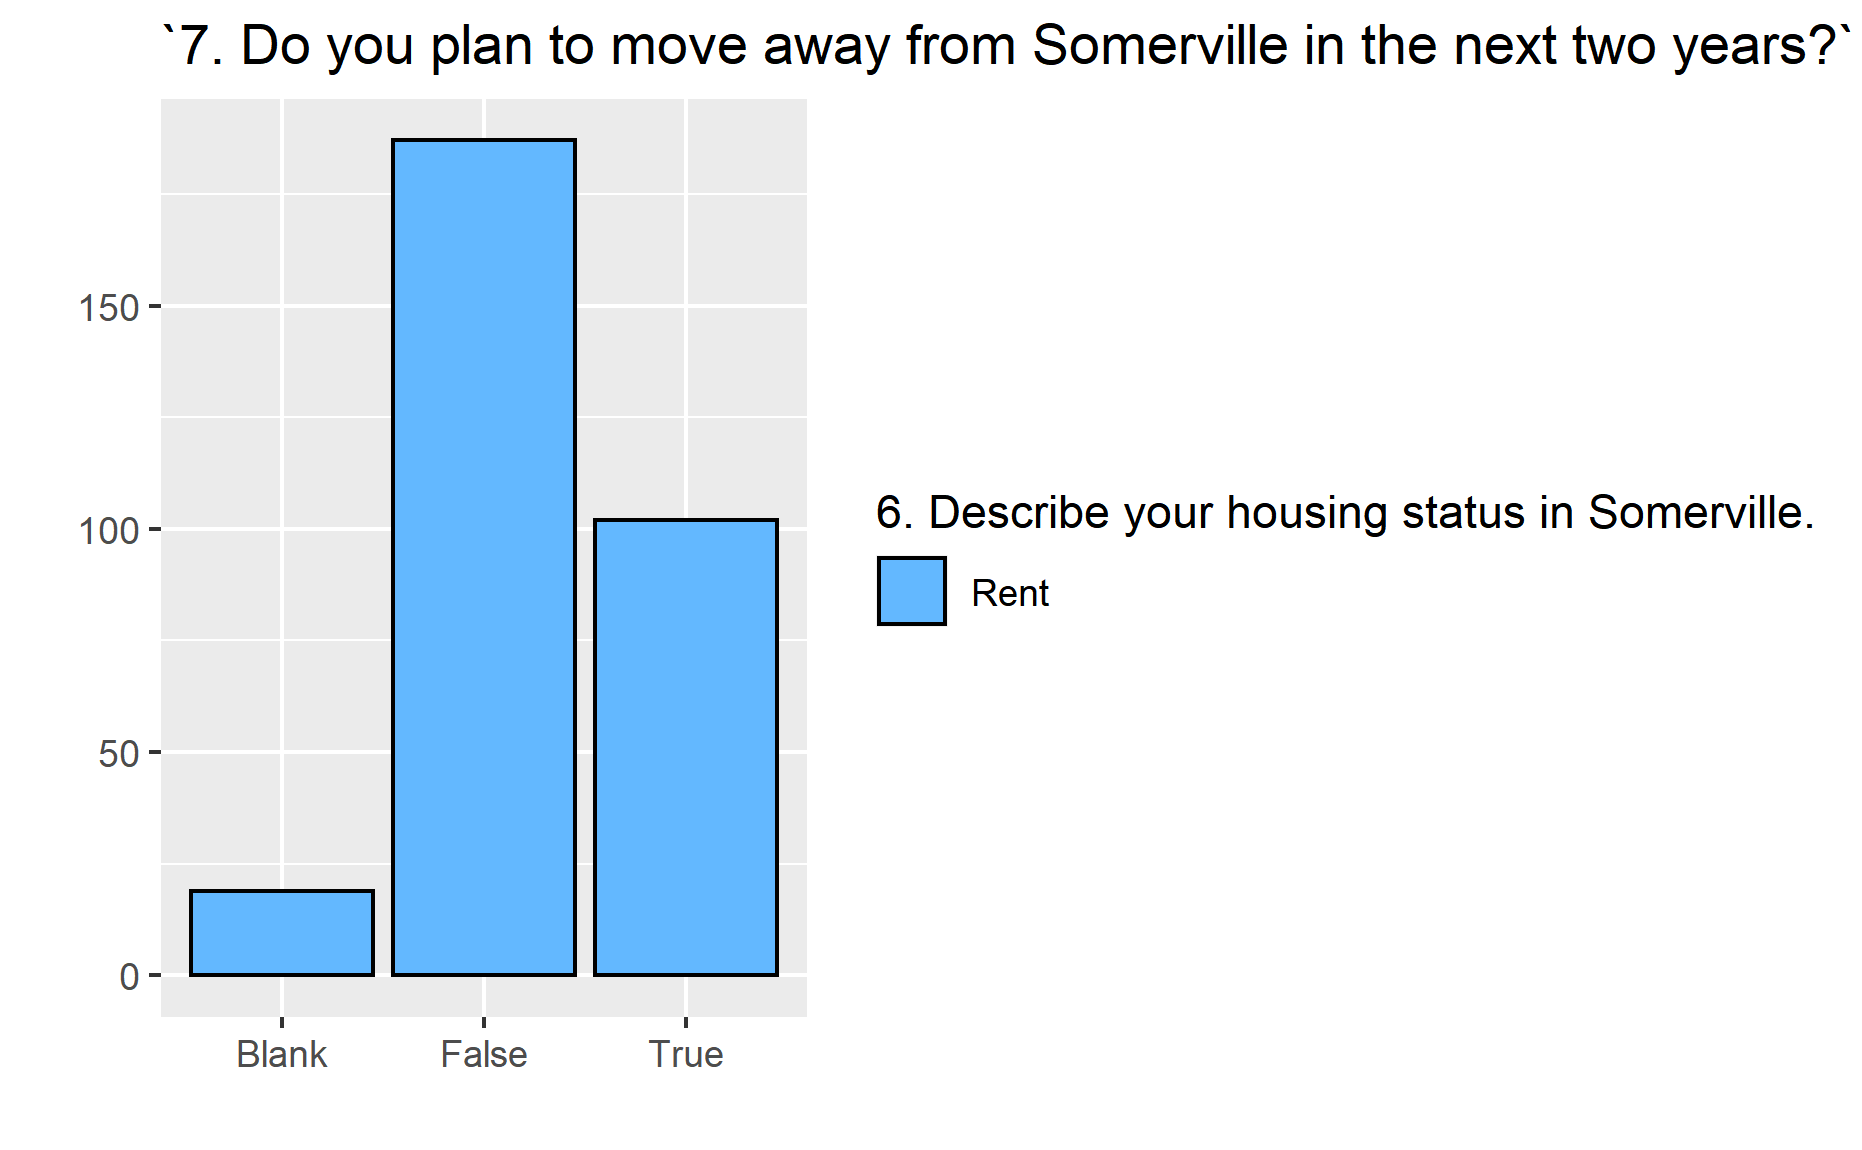 `7. Do you plan to move away from Somerville in the next two years?`
150
100
50
0
Blank False True
6. Describe your housing status in Somerville.
Rent